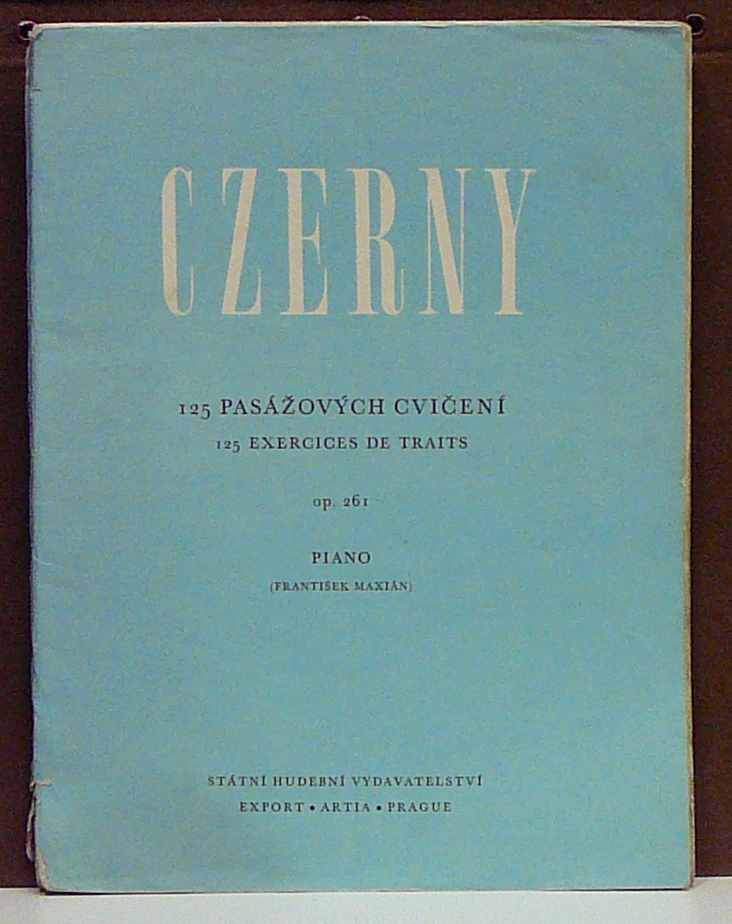 CZERNY
125 PASÁŽOVÝCH CVIČENÍ
125 EXERCICES DE TRAITS
op. 261
PIANO
(FRANTIŠEK MAXIÁN)
STÁTNÍ HUDEBNÍ VYDAVATELSTVÍ
EXPORT • ARTIA • PRAGUE